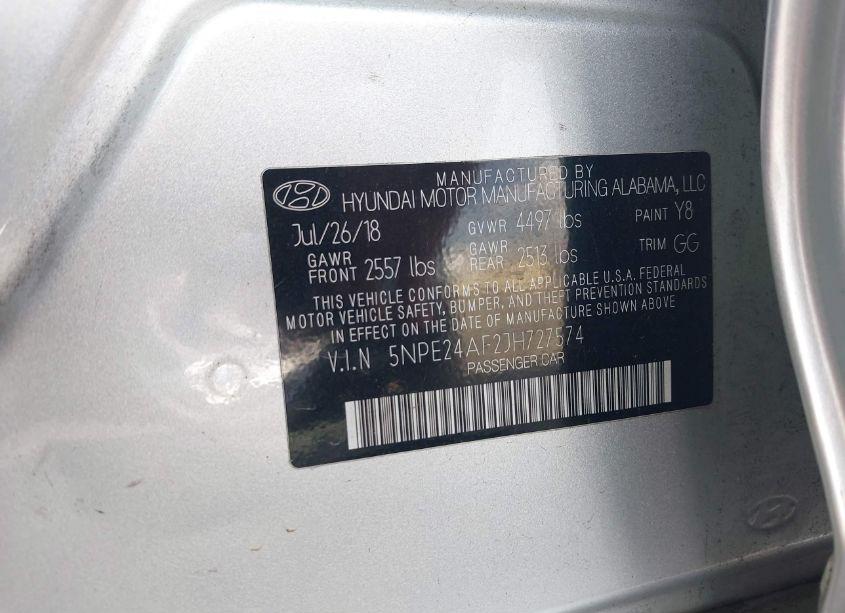 MANUFACTURED BY
HYUNDAI MOTOR MANUFACTURING ALABAMA, LLC
Jul/26/18 GVWR 4497 lbs PAINT Y8
GAWR FRONT 2557 lbs GAWR REAR 2513 lbs TRIM GG
THIS VEHICLE CONFORMS TO ALL APPLICABLE U.S.A. FEDERAL
MOTOR VEHICLE SAFETY, BUMPER, AND THEFT PREVENTION STANDARDS
IN EFFECT ON THE DATE OF MANUFACTURE SHOWN ABOVE
V.I.N 5NPE24AF2JH727574
PASSENGER CAR